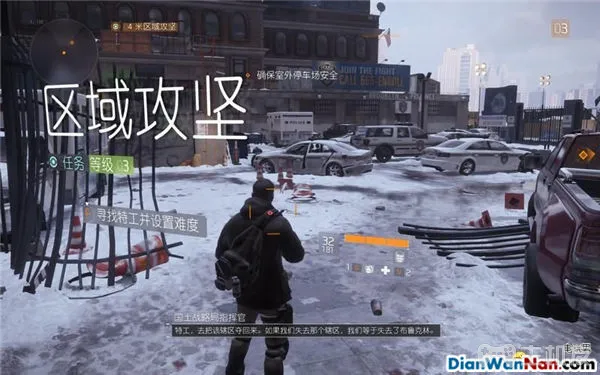 4 米区域攻坚
03
确保室外停车场安全
JOIN THE FIGHT
区域攻坚
任务 等级 3
寻找特工并设置难度
32
181
1
2
国土战略局指挥官
特工，去把该辖区夺回来。如果我们失去那个辖区，我们等于失去了布鲁克林。
DianWanNan.com